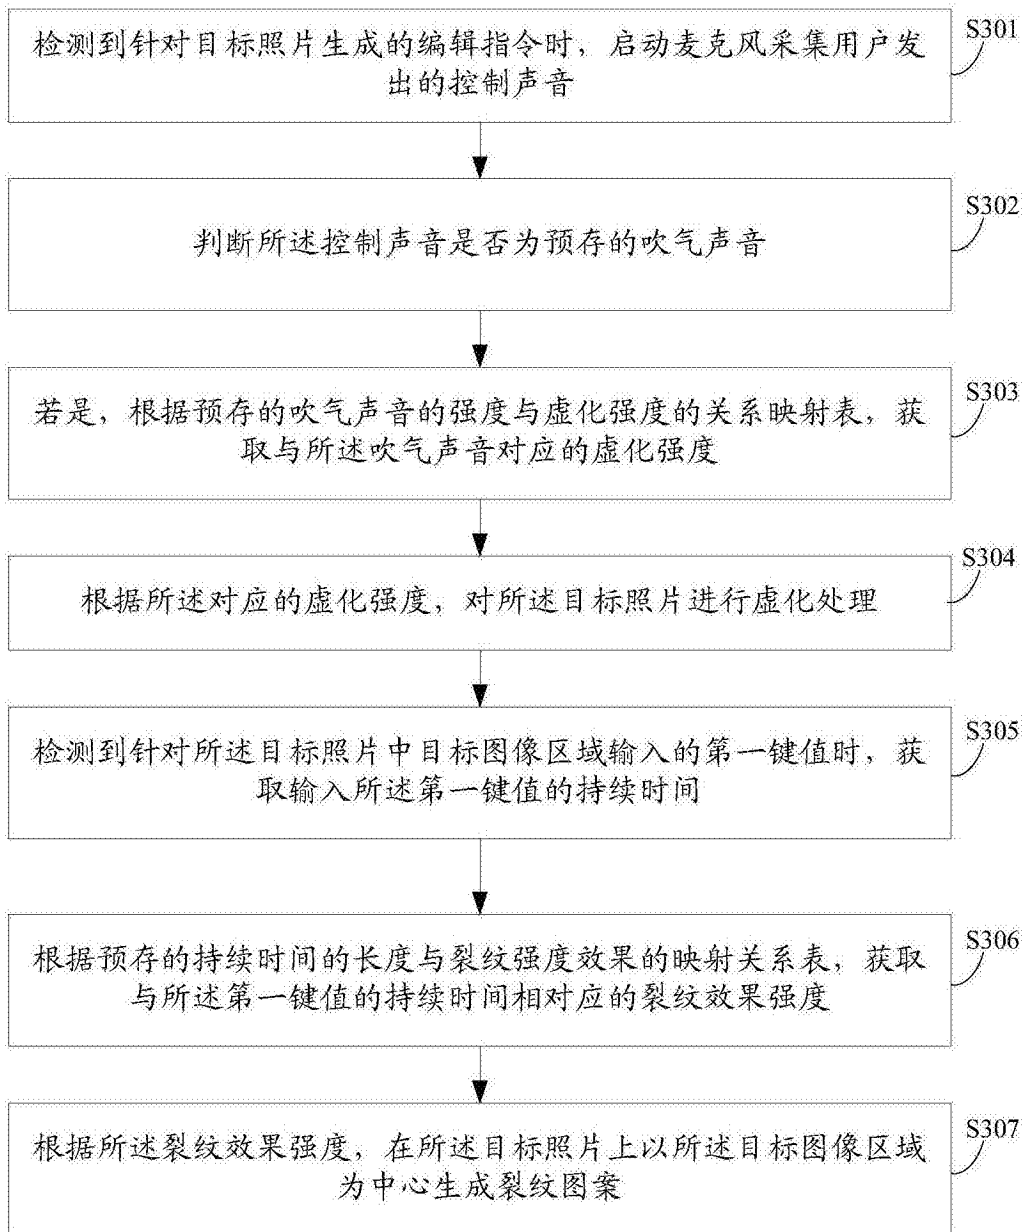 检测到针对目标照片生成的编辑指令时，启动麦克风采集用户发
出的控制声音
S301
判断所述控制声音是否为预存的吹气声音
S302
若是，根据预存的吹气声音的强度与虚化强度的关系映射表，获
取与所述吹气声音对应的虚化强度
S303
根据所述对应的虚化强度，对所述目标照片进行虚化处理
S304
检测到针对所述目标照片中目标图像区域输入的第一键值时，获
取输入所述第一键值的持续时间
S305
根据预存的持续时间的长度与裂纹强度效果的映射关系表，获取
与所述第一键值的持续时间相对应的裂纹效果强度
S306
根据所述裂纹效果强度，在所述目标照片上以所述目标图像区域
为中心生成裂纹图案
S307